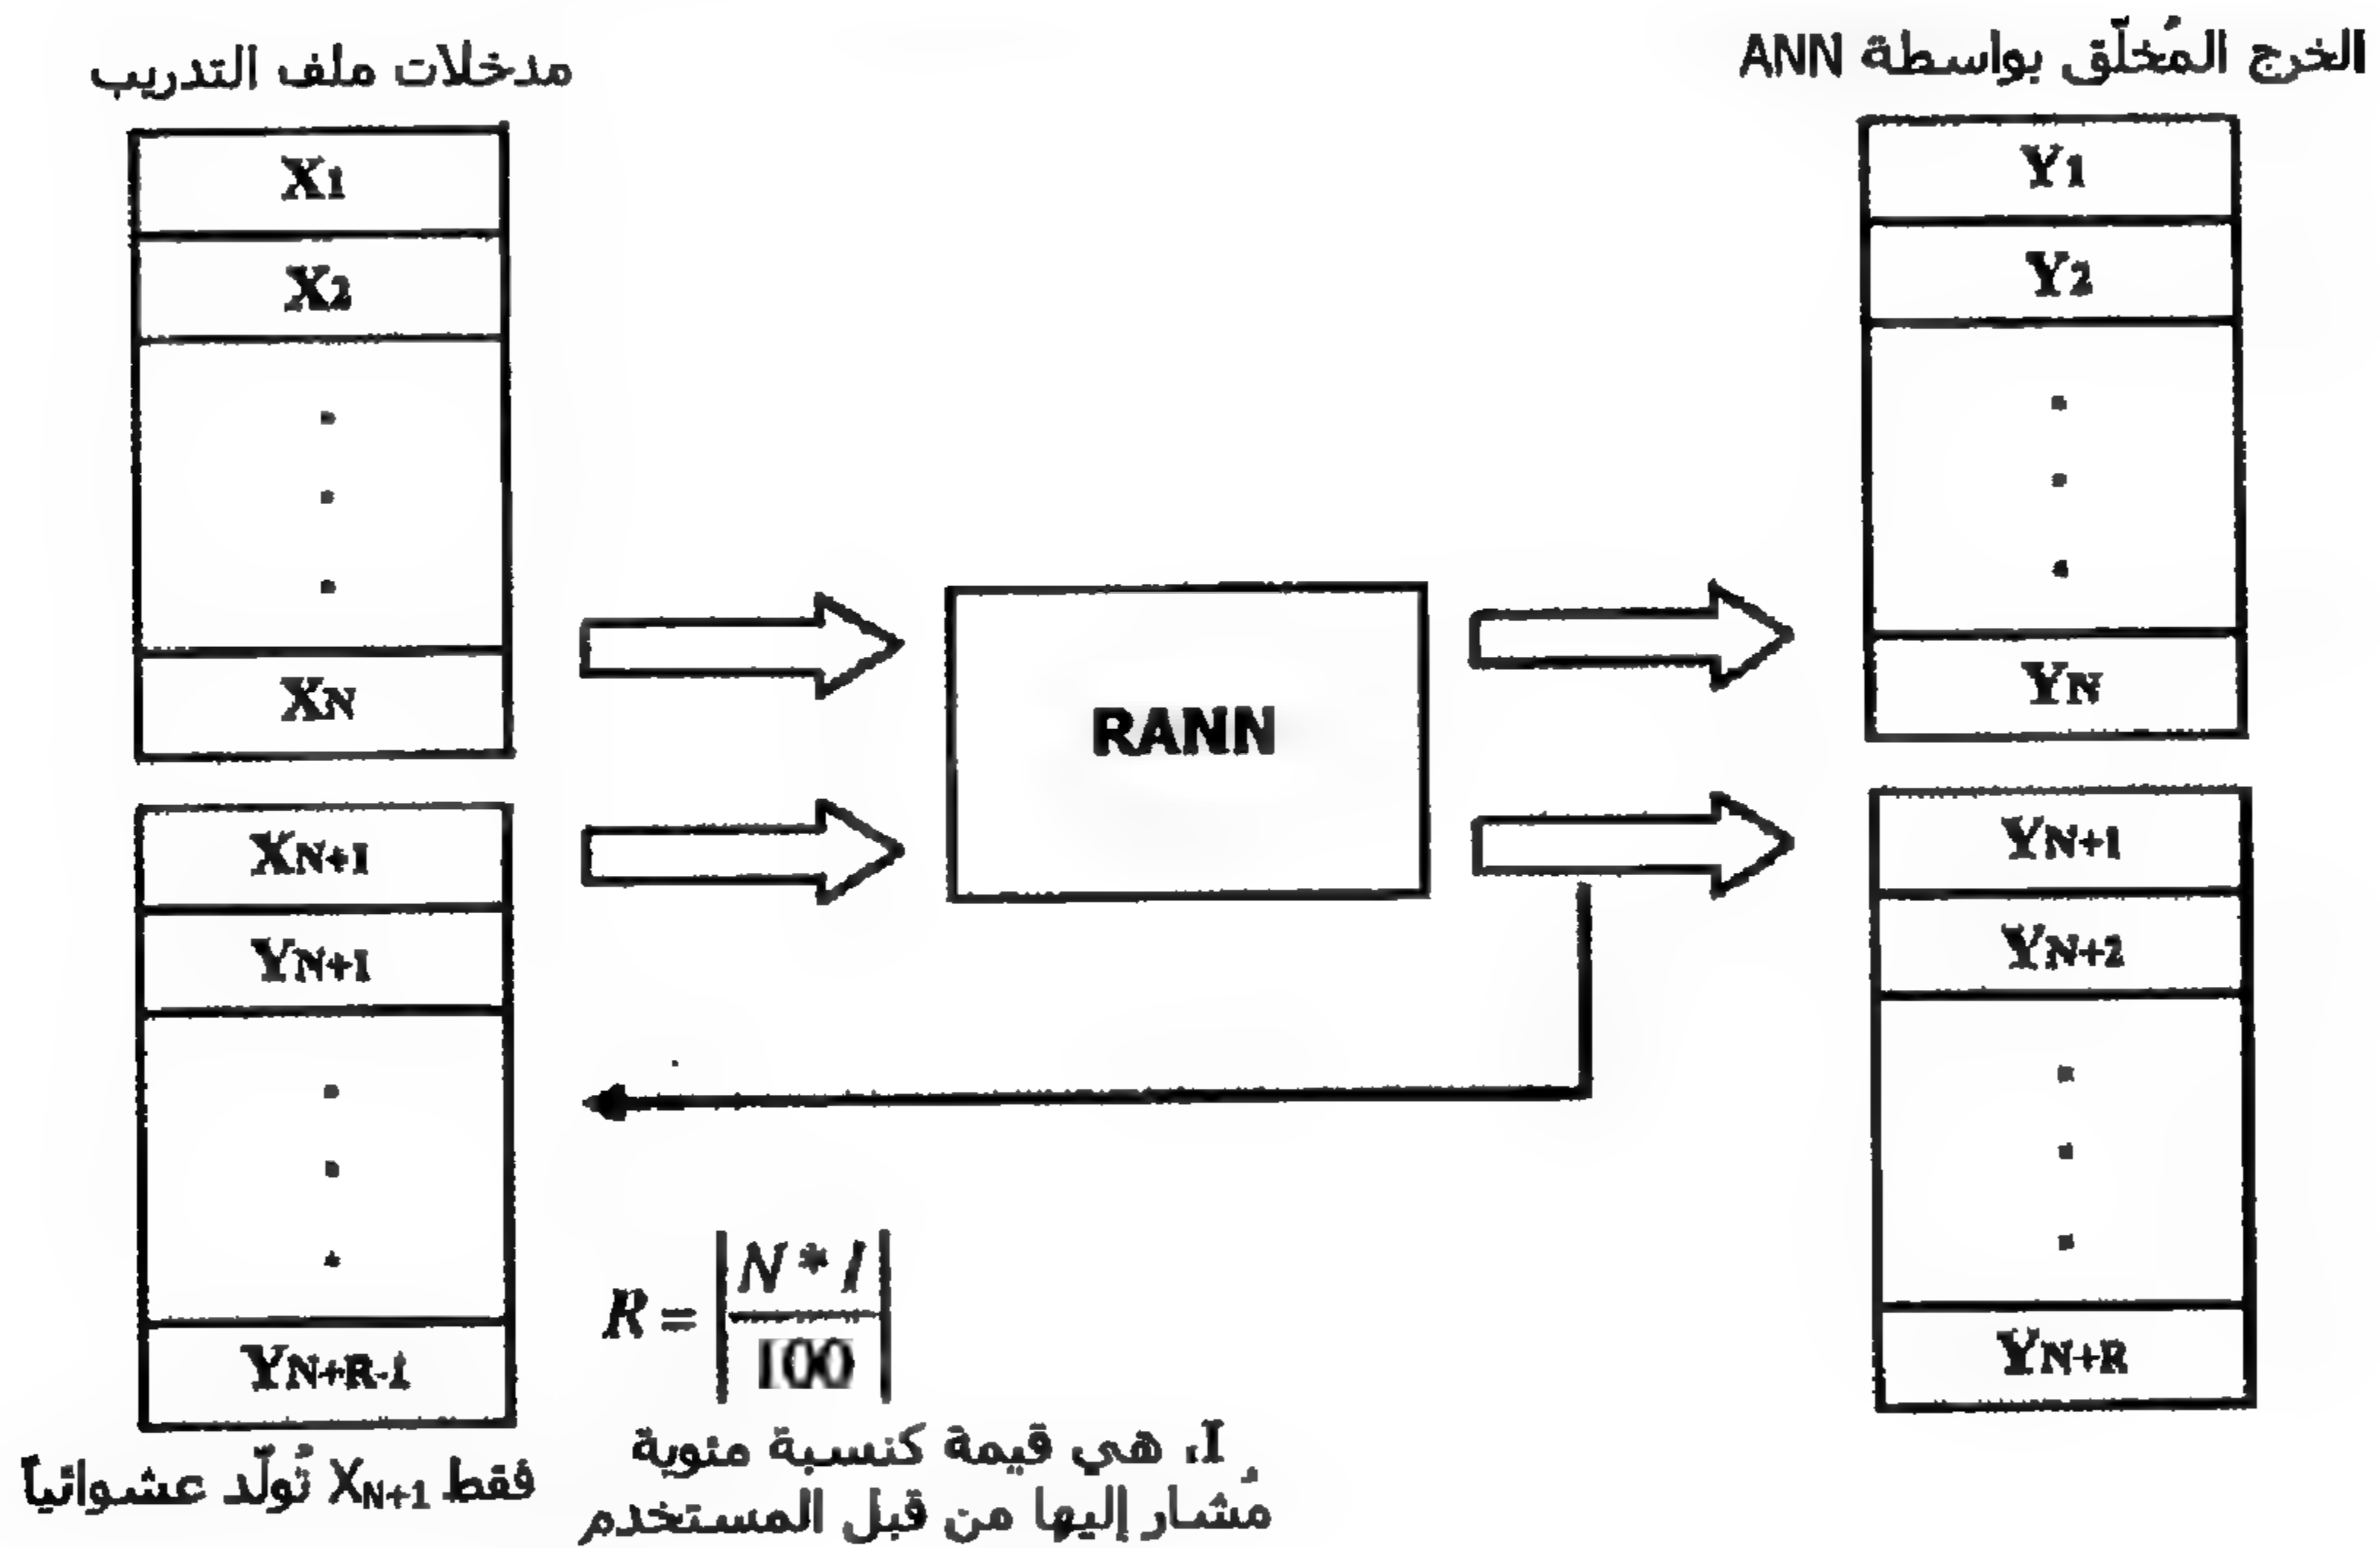 مدخلات ملف التدريب
X1
X2
XN
XN+1
YN+1
YN+R-1
فقط XN+1 تُولّد عشوائياً
RANN
R = |N * I / 100|
I، هي قيمة كنسبة مئوية
مُشار إليها من قبل المستخدم
الخرج المُخلّق بواسطة ANN
Y1
Y2
YN
YN+1
YN+2
YN+R